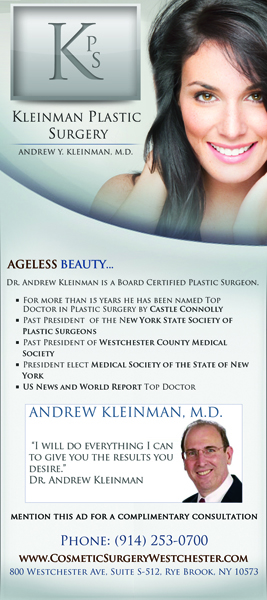 K P S
KLEINMAN PLASTIC
SURGERY
ANDREW Y. KLEINMAN, M.D.
AGELESS BEAUTY...
DR. ANDREW KLEINMAN IS A BOARD CERTIFIED PLASTIC SURGEON.
▪ FOR MORE THAN 15 YEARS HE HAS BEEN NAMED TOP
DOCTOR IN PLASTIC SURGERY BY CASTLE CONNOLLY
▪ PAST PRESIDENT OF THE NEW YORK STATE SOCIETY OF
PLASTIC SURGEONS
▪ PAST PRESIDENT OF WESTCHESTER COUNTY MEDICAL
SOCIETY
▪ PRESIDENT ELECT MEDICAL SOCIETY OF THE STATE OF NEW
YORK
▪ US NEWS AND WORLD REPORT TOP DOCTOR
ANDREW KLEINMAN, M.D.
"I WILL DO EVERYTHING I CAN
TO GIVE YOU THE RESULTS YOU
DESIRE."
DR. ANDREW KLEINMAN
MENTION THIS AD FOR A COMPLIMENTARY CONSULTATION
PHONE: (914) 253-0700
WWW.COSMETICSURGERYWESTCHESTER.COM
800 WESTCHESTER AVE. SUITE S-512, RYE BROOK, NY 10573